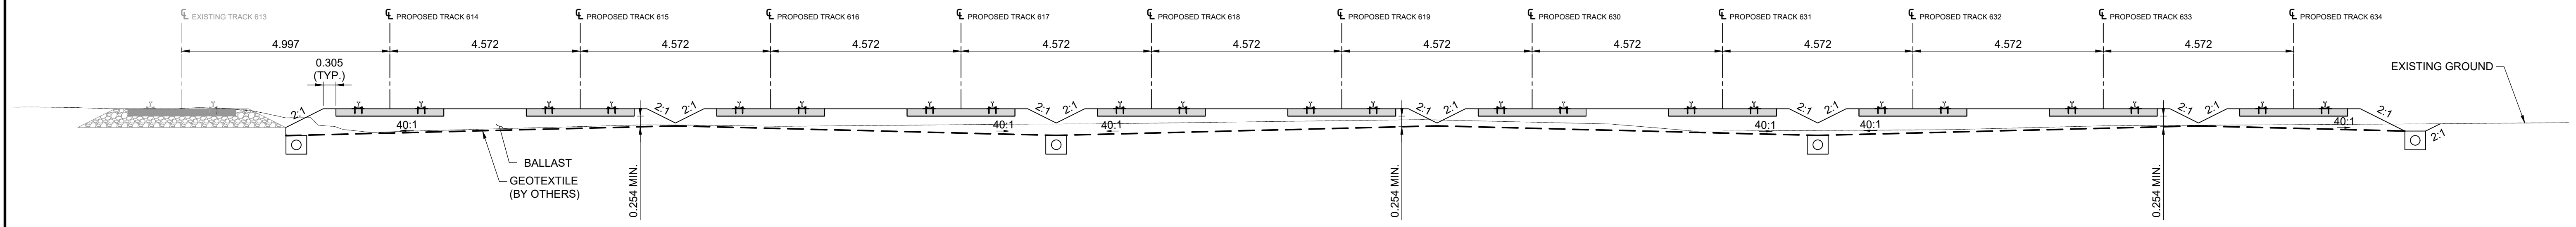 ℄ EXISTING TRACK 613
℄ PROPOSED TRACK 614
℄ PROPOSED TRACK 615
℄ PROPOSED TRACK 616
℄ PROPOSED TRACK 617
℄ PROPOSED TRACK 618
℄ PROPOSED TRACK 619
℄ PROPOSED TRACK 630
℄ PROPOSED TRACK 631
℄ PROPOSED TRACK 632
℄ PROPOSED TRACK 633
℄ PROPOSED TRACK 634
4.997
4.572
4.572
4.572
4.572
4.572
4.572
4.572
4.572
4.572
4.572
0.305
(TYP.)
EXISTING GROUND
2:1
2:1
2:1
2:1
2:1
2:1
2:1
2:1
2:1
2:1
2:1
2:1
2:1
40:1
40:1
40:1
40:1
40:1
40:1
BALLAST
GEOTEXTILE
(BY OTHERS)
0.254 MIN.
0.254 MIN.
0.254 MIN.